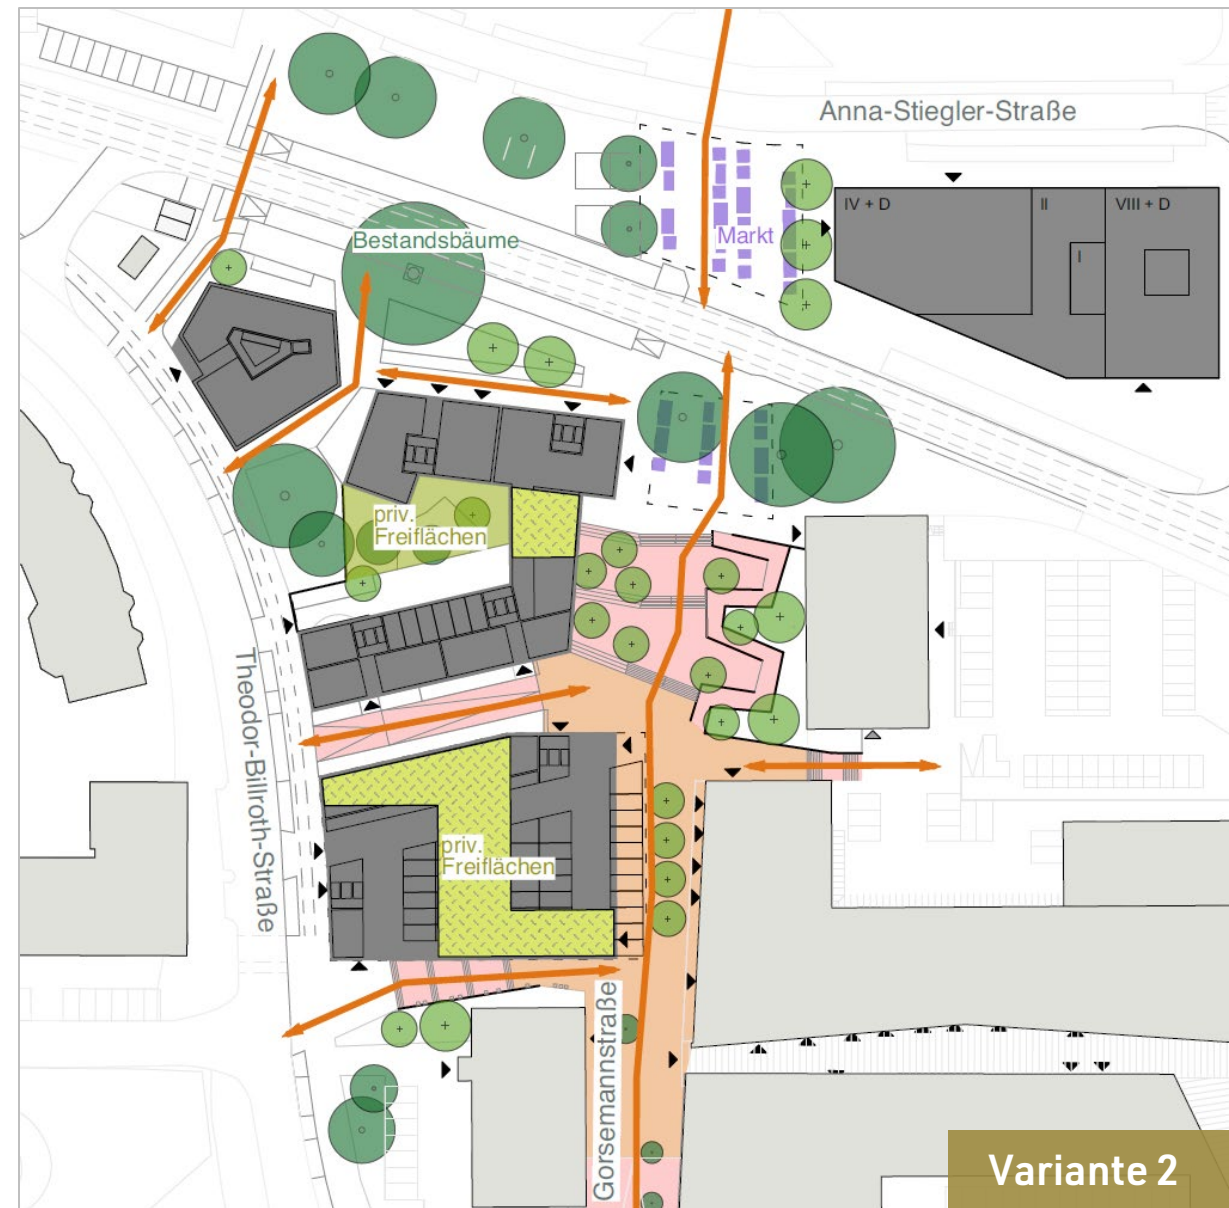 Anna-Stiegler-Straße
IV + D
II
VIII + D
I
Markt
Bestandsbäume
priv.
Freiflächen
Theodor-Billroth-Straße
priv.
Freiflächen
Gorsemannstraße
Variante 2